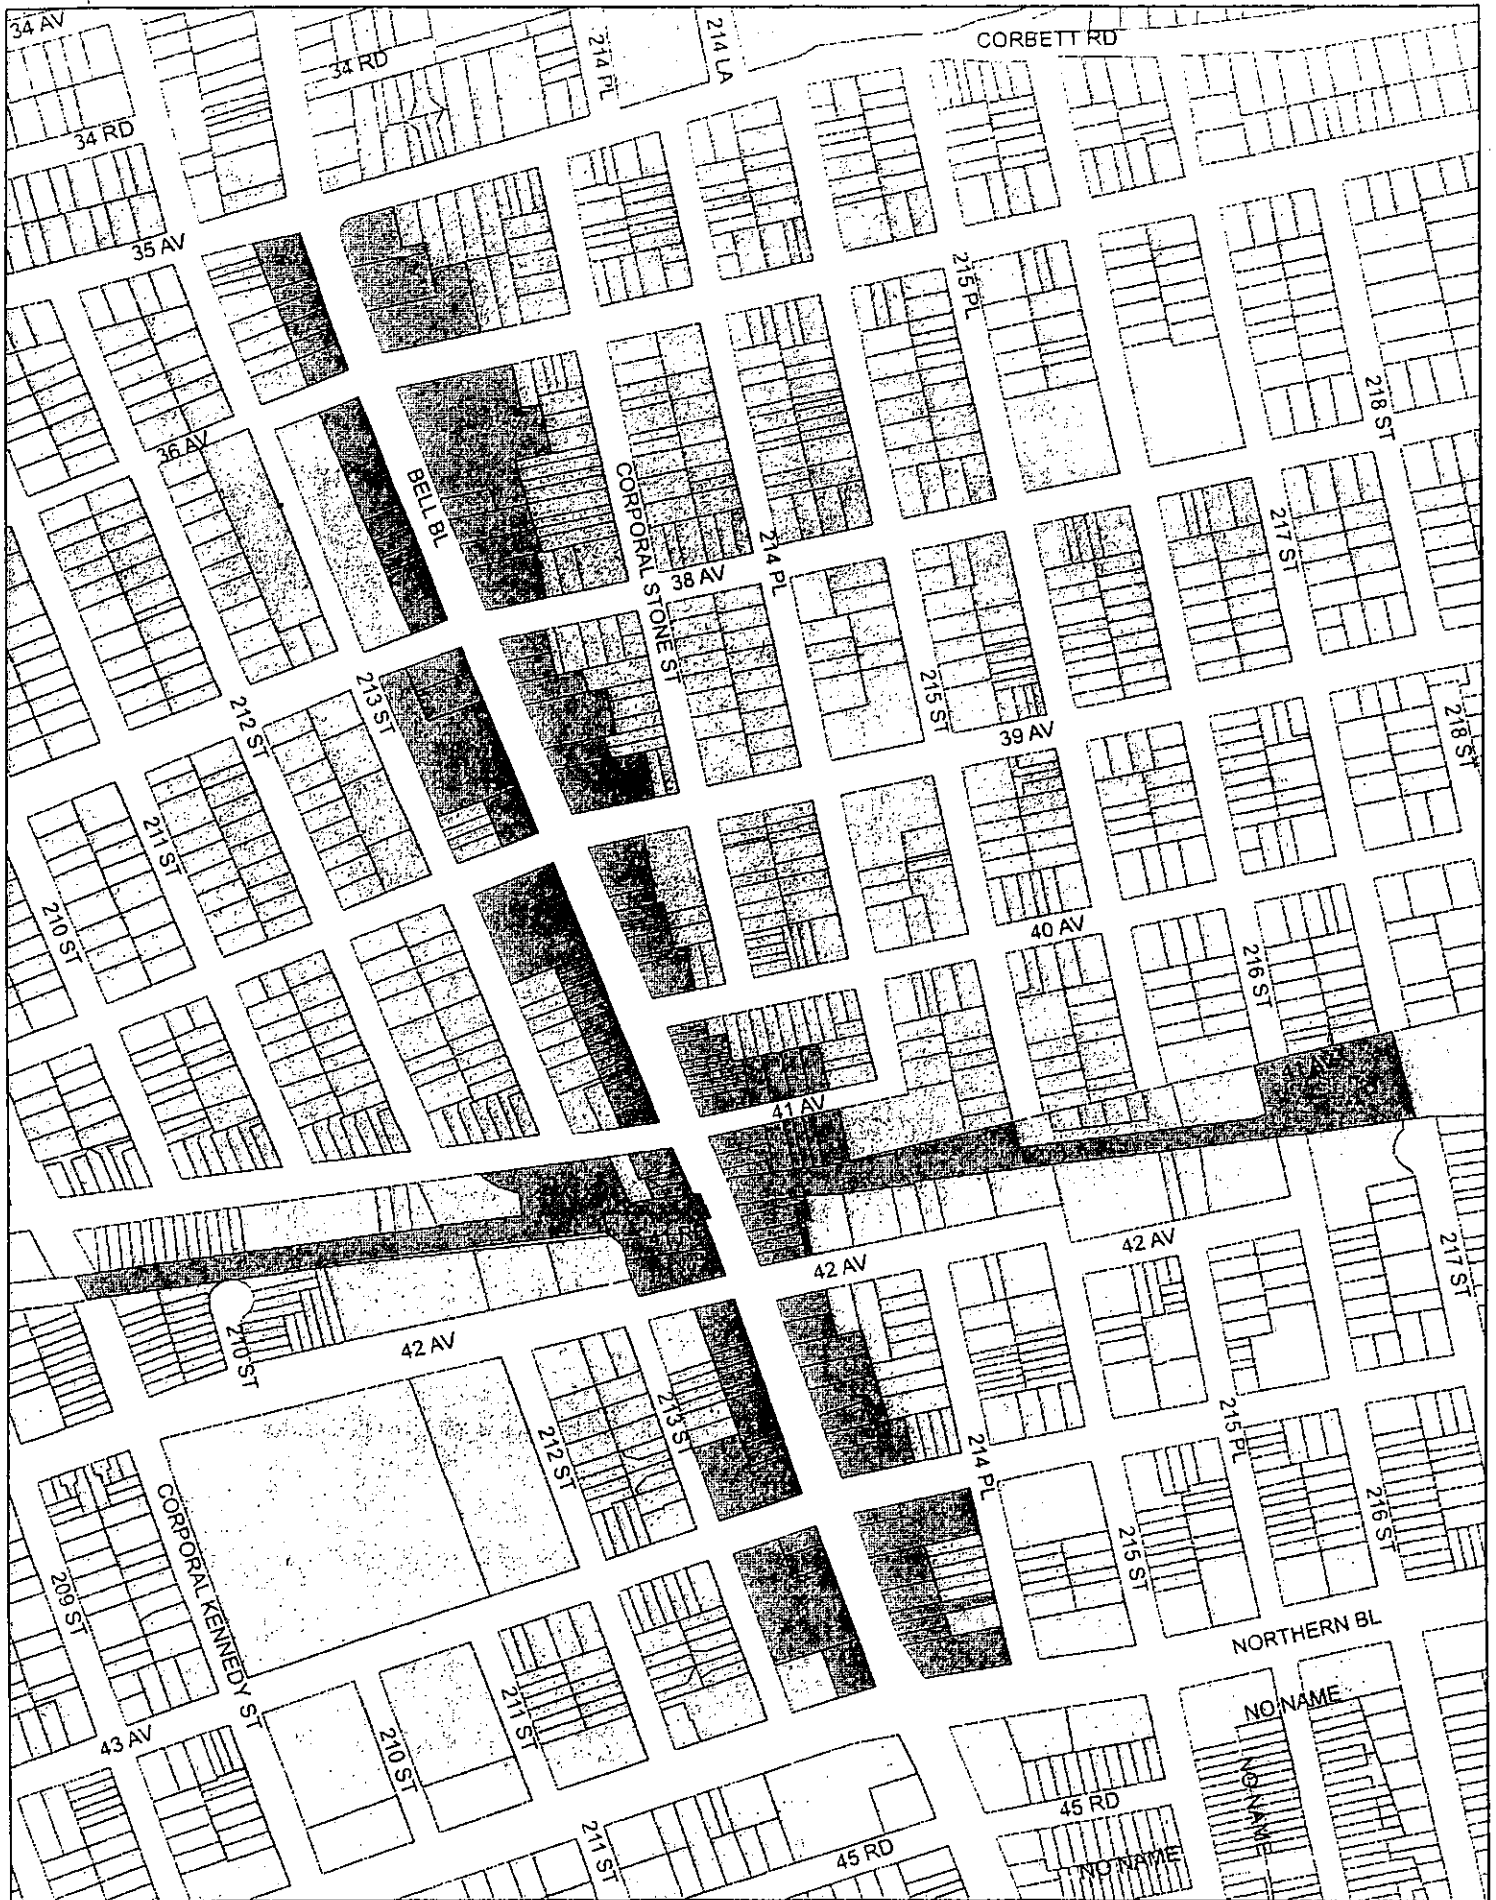 34 AV
34 RD
214 PL
214 LA
CORBETT RD
34 RD
35 AV
215 PL
218 ST
36 AV
BELL BL
CORPORAL STONE ST
214 PL
217 ST
38 AV
213 ST
212 ST
215 ST
39 AV
218 ST
211 ST
210 ST
40 AV
216 ST
41 AV
41 AV
42 AV
42 AV
217 ST
210 ST
42 AV
213 ST
212 ST
214 PL
215 PL
CORPORAL KENNEDY ST
216 ST
215 ST
209 ST
NORTHERN BL
NO NAME
211 ST
43 AV
210 ST
NO NAME
45 RD
211 ST
45 RD
NO NAME